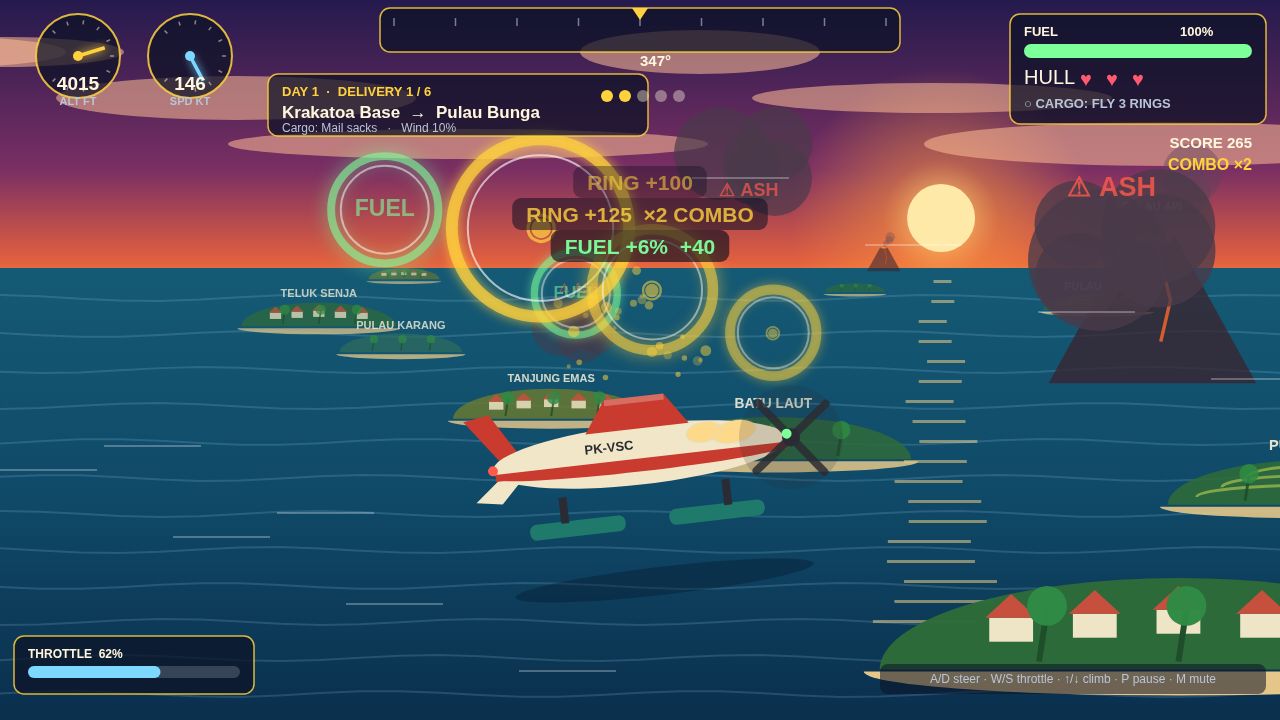 4015
ALT FT
146
SPD KT
347°
DAY 1 · DELIVERY 1 / 6
Krakatoa Base → Pulau Bunga
Cargo: Mail sacks · Wind 10%
FUEL 100%
HULL ♥ ♥ ♥
○ CARGO: FLY 3 RINGS
SCORE 265
COMBO ×2
⚠ ASH
⚠ ASH
RING +100
RING +125 ×2 COMBO
FUEL +6% +40
FUEL
FUEL
TELUK SENJA
PULAU KARANG
PULAU
TANJUNG EMAS
BATU LAUT
PK-VSC
THROTTLE 62%
A/D steer · W/S throttle · ↑/↓ climb · P pause · M mute